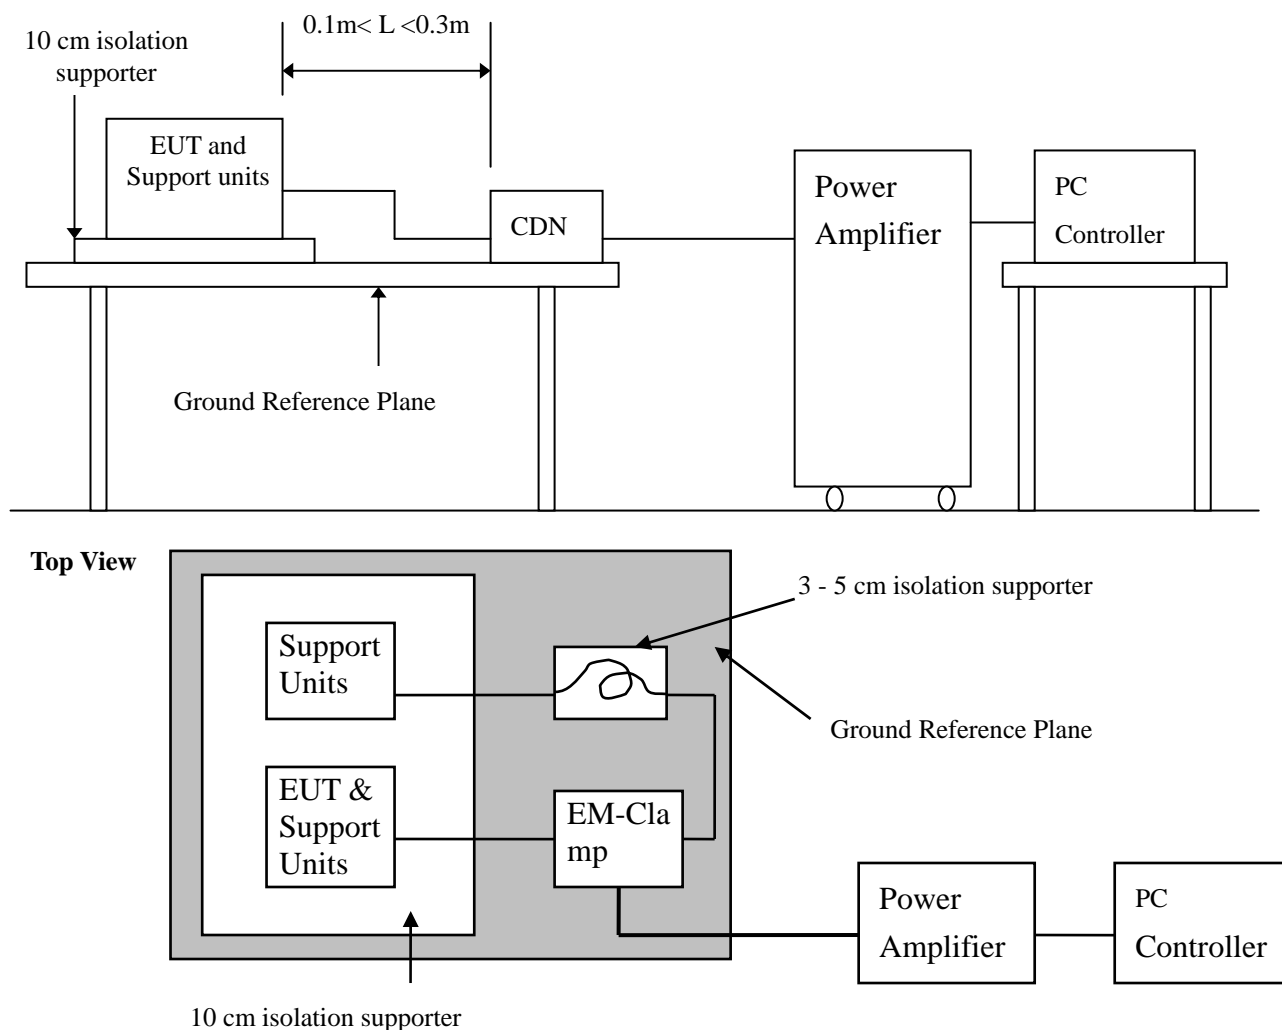 0.1m< L <0.3m
10 cm isolation
supporter
EUT and
Support units
CDN
Power
Amplifier
PC
Controller
Ground Reference Plane
Top View
3 - 5 cm isolation supporter
Support
Units
Ground Reference Plane
EUT &
Support
Units
EM-Cla
mp
Power
Amplifier
PC
Controller
10 cm isolation supporter